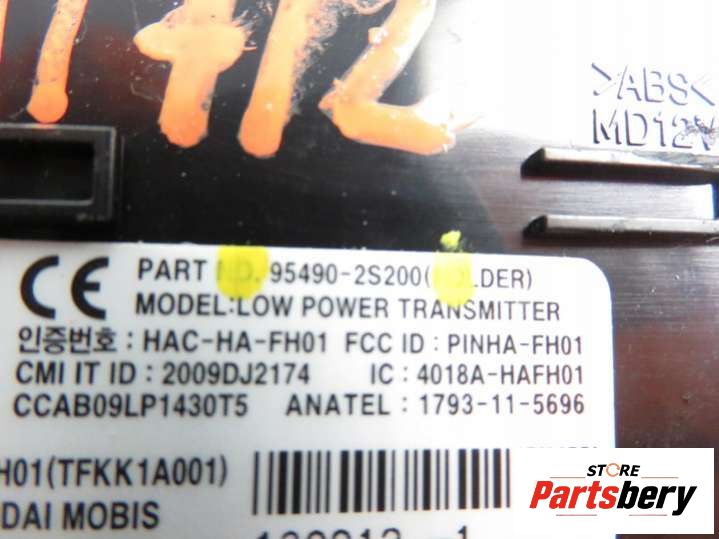 1712
>ABS<
MD12V
CE
PART NO. 95490-2S200(HOLDER)
MODEL:LOW POWER TRANSMITTER
인증번호 : HAC-HA-FH01 FCC ID : PINHA-FH01
CMI IT ID : 2009DJ2174 IC : 4018A-HAFH01
CCAB09LP1430T5 ANATEL : 1793-11-5696
H01(TFKK1A001)
DAI MOBIS
STORE
Partsbery